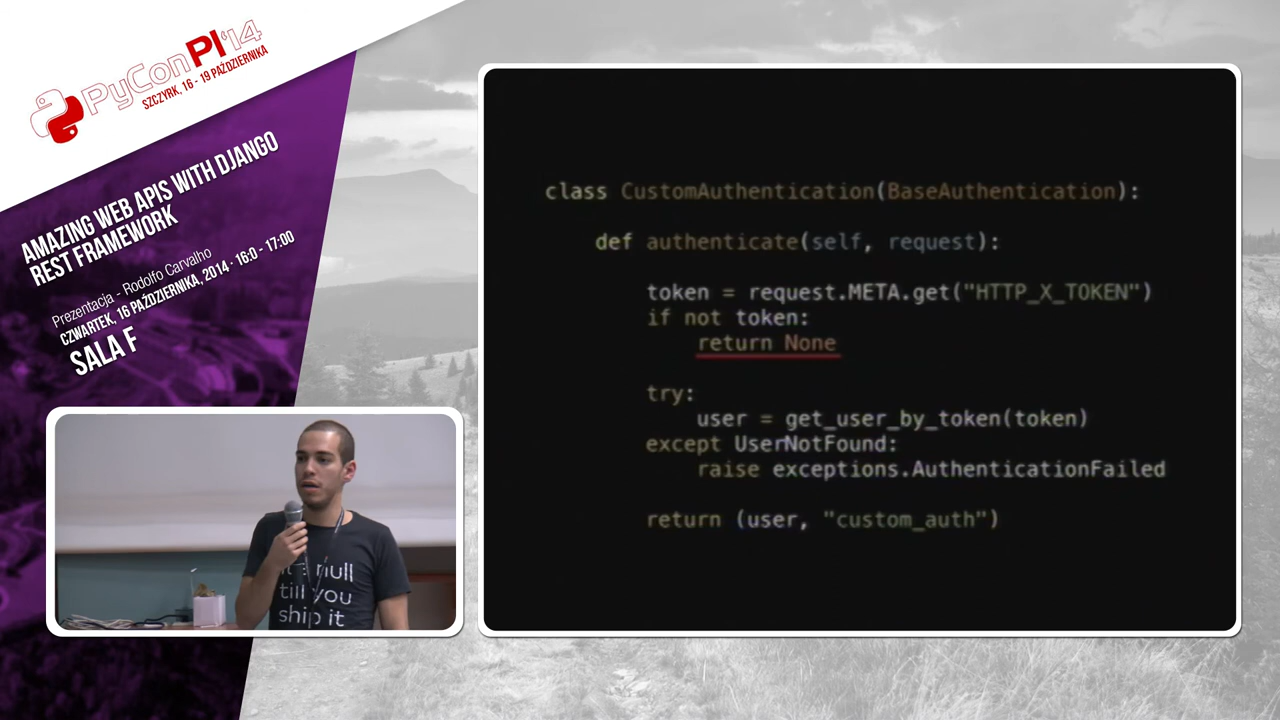 PyConPl'14
SZCZYRK, 16 - 19 PAŹDZIERNIKA
AMAZING WEB APIS WITH DJANGO
REST FRAMEWORK
Prezentacja - Rodolfo Carvalho
CZWARTEK, 16 PAŹDZIERNIKA, 2014 · 16:0 - 17:00
SALA F
class CustomAuthentication(BaseAuthentication):
def authenticate(self, request):
token = request.META.get("HTTP_X_TOKEN")
if not token:
return None
try:
user = get_user_by_token(token)
except UserNotFound:
raise exceptions.AuthenticationFailed
return (user, "custom_auth")
it's null
till you
ship it